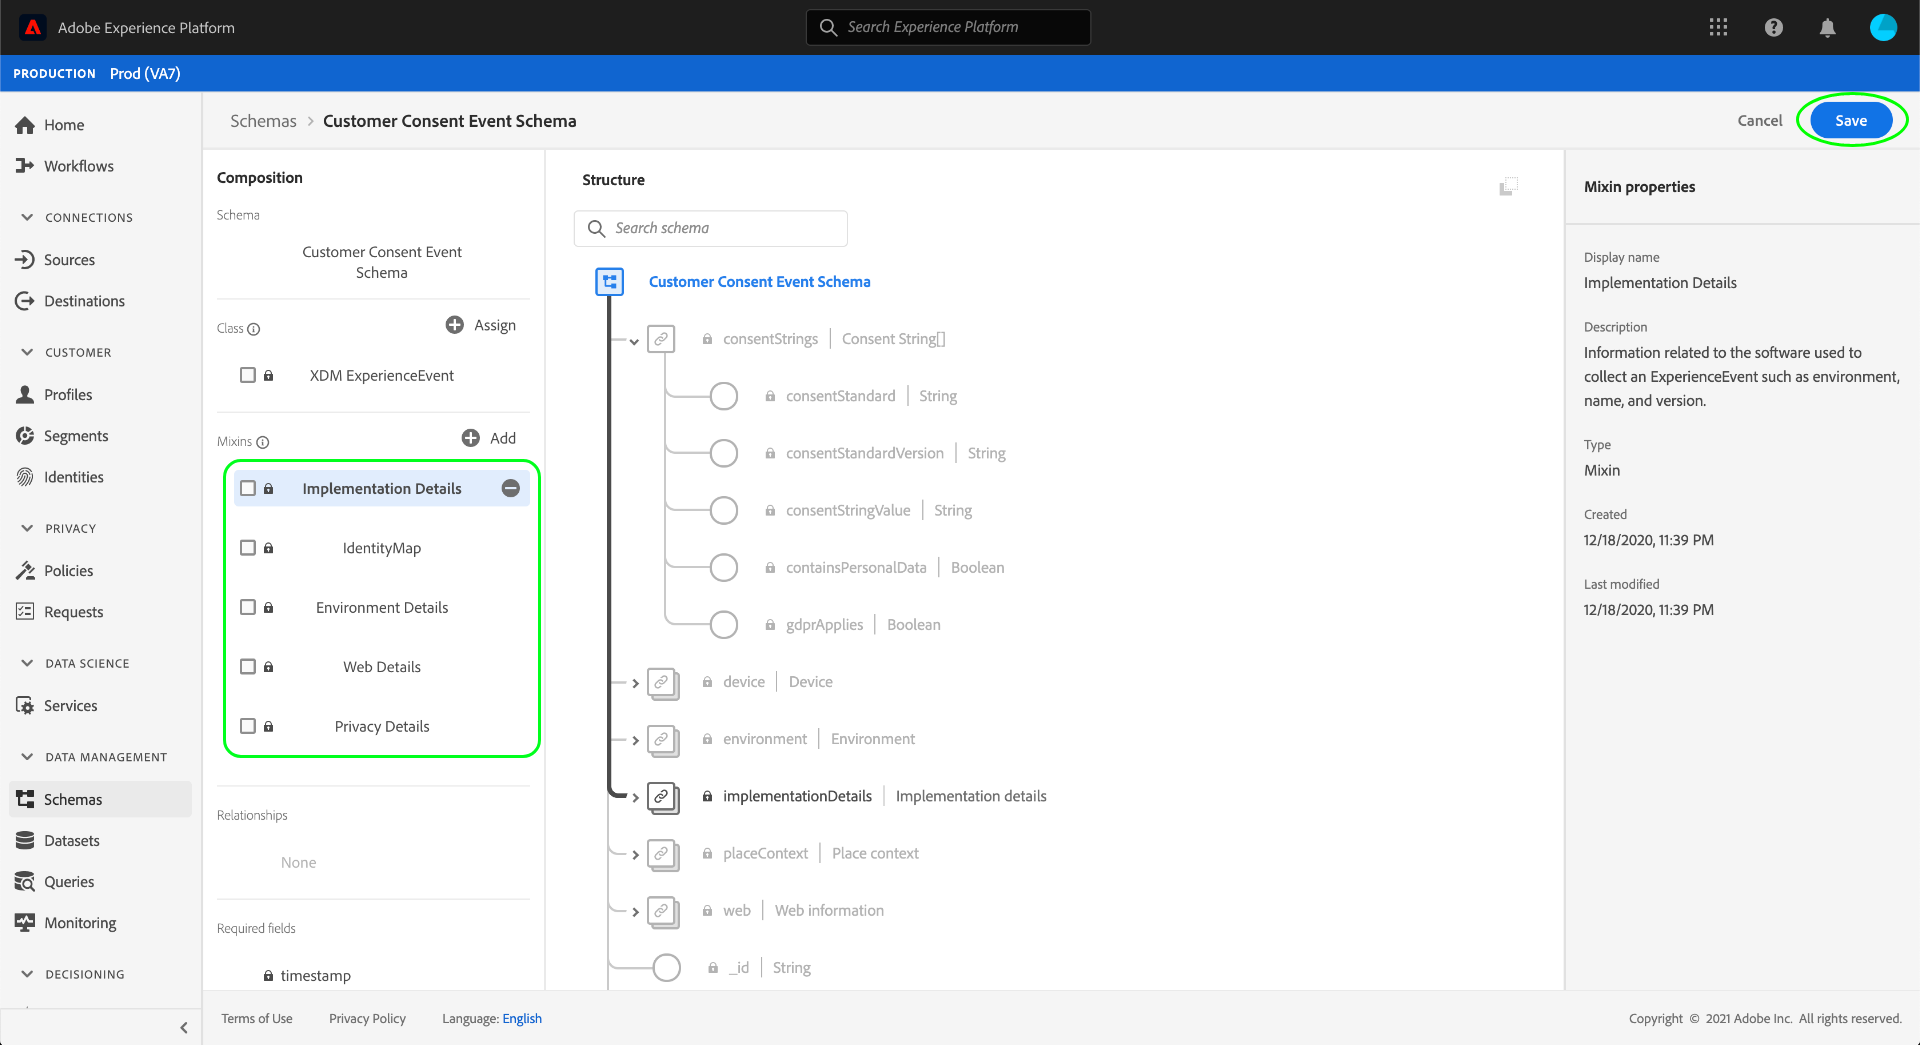 Adobe Experience Platform
Search Experience Platform
PRODUCTION Prod (VA7)
Home
Workflows
CONNECTIONS
Sources
Destinations
CUSTOMER
Profiles
Segments
Identities
PRIVACY
Policies
Requests
DATA SCIENCE
Services
DATA MANAGEMENT
Schemas
Datasets
Queries
Monitoring
DECISIONING
Schemas > Customer Consent Event Schema
Cancel
Save
Composition
Schema
Customer Consent Event
Schema
Class
Assign
XDM ExperienceEvent
Mixins
Add
Implementation Details
IdentityMap
Environment Details
Web Details
Privacy Details
Relationships
None
Required fields
timestamp
Structure
Search schema
Customer Consent Event Schema
consentStrings | Consent String[]
consentStandard | String
consentStandardVersion | String
consentStringValue | String
containsPersonalData | Boolean
gdprApplies | Boolean
device | Device
environment | Environment
implementationDetails | Implementation details
placeContext | Place context
web | Web information
_id | String
Mixin properties
Display name
Implementation Details
Description
Information related to the software used to
collect an ExperienceEvent such as environment,
name, and version.
Type
Mixin
Created
12/18/2020, 11:39 PM
Last modified
12/18/2020, 11:39 PM
Terms of Use
Privacy Policy
Language: English
Copyright © 2021 Adobe Inc. All rights reserved.